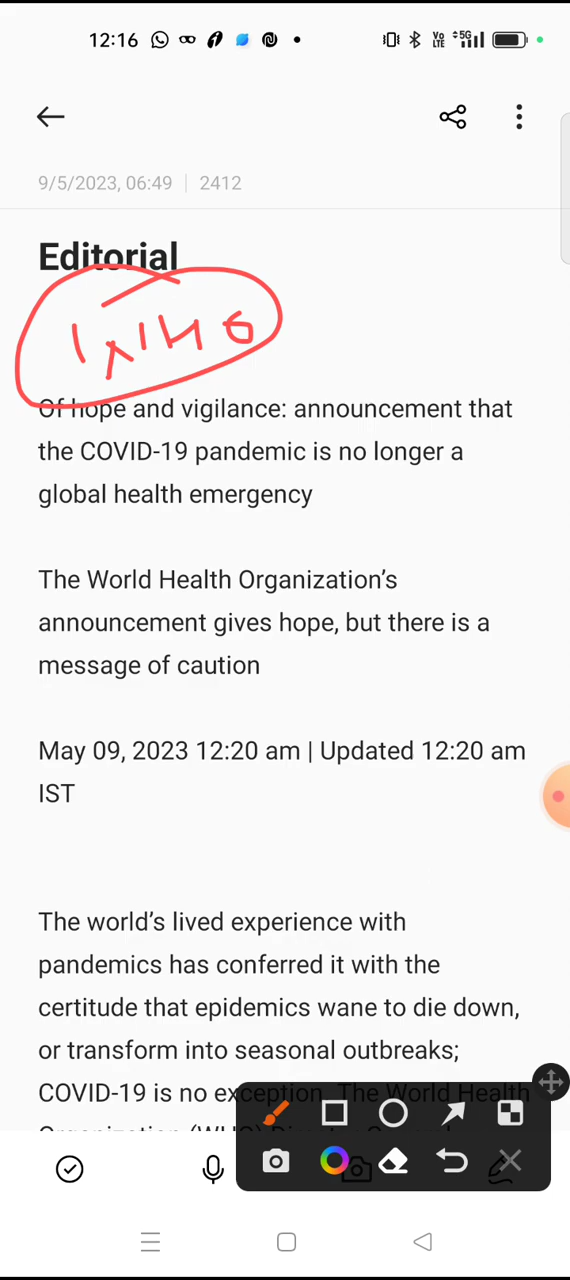 12:16 VoLTE 5G
9/5/2023, 06:49 | 2412
Editorial
Of hope and vigilance: announcement that
the COVID-19 pandemic is no longer a
global health emergency
The World Health Organization's
announcement gives hope, but there is a
message of caution
May 09, 2023 12:20 am | Updated 12:20 am
IST
The world's lived experience with
pandemics has conferred it with the
certitude that epidemics wane to die down,
or transform into seasonal outbreaks;
COVID-19 is no exception. The World Health